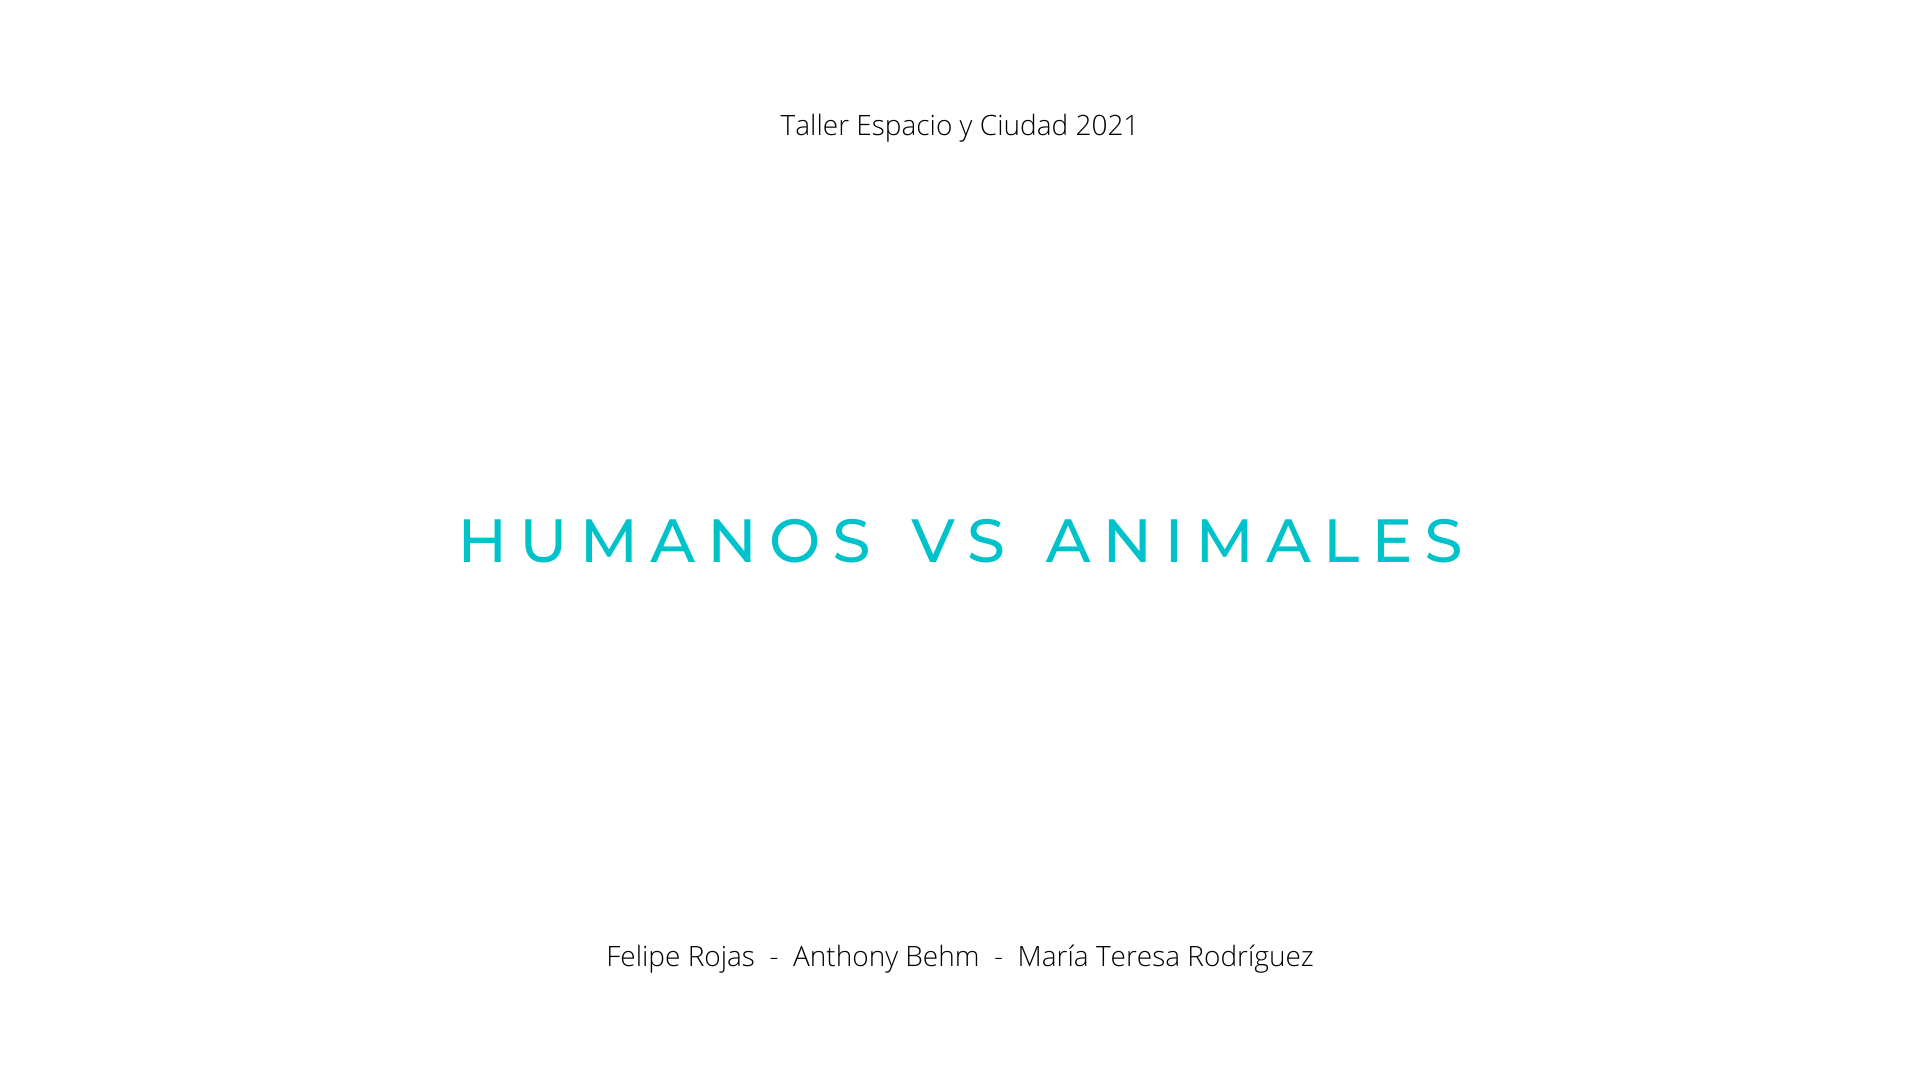 Taller Espacio y Ciudad 2021
HUMANOS VS ANIMALES
Felipe Rojas - Anthony Behm - María Teresa Rodríguez